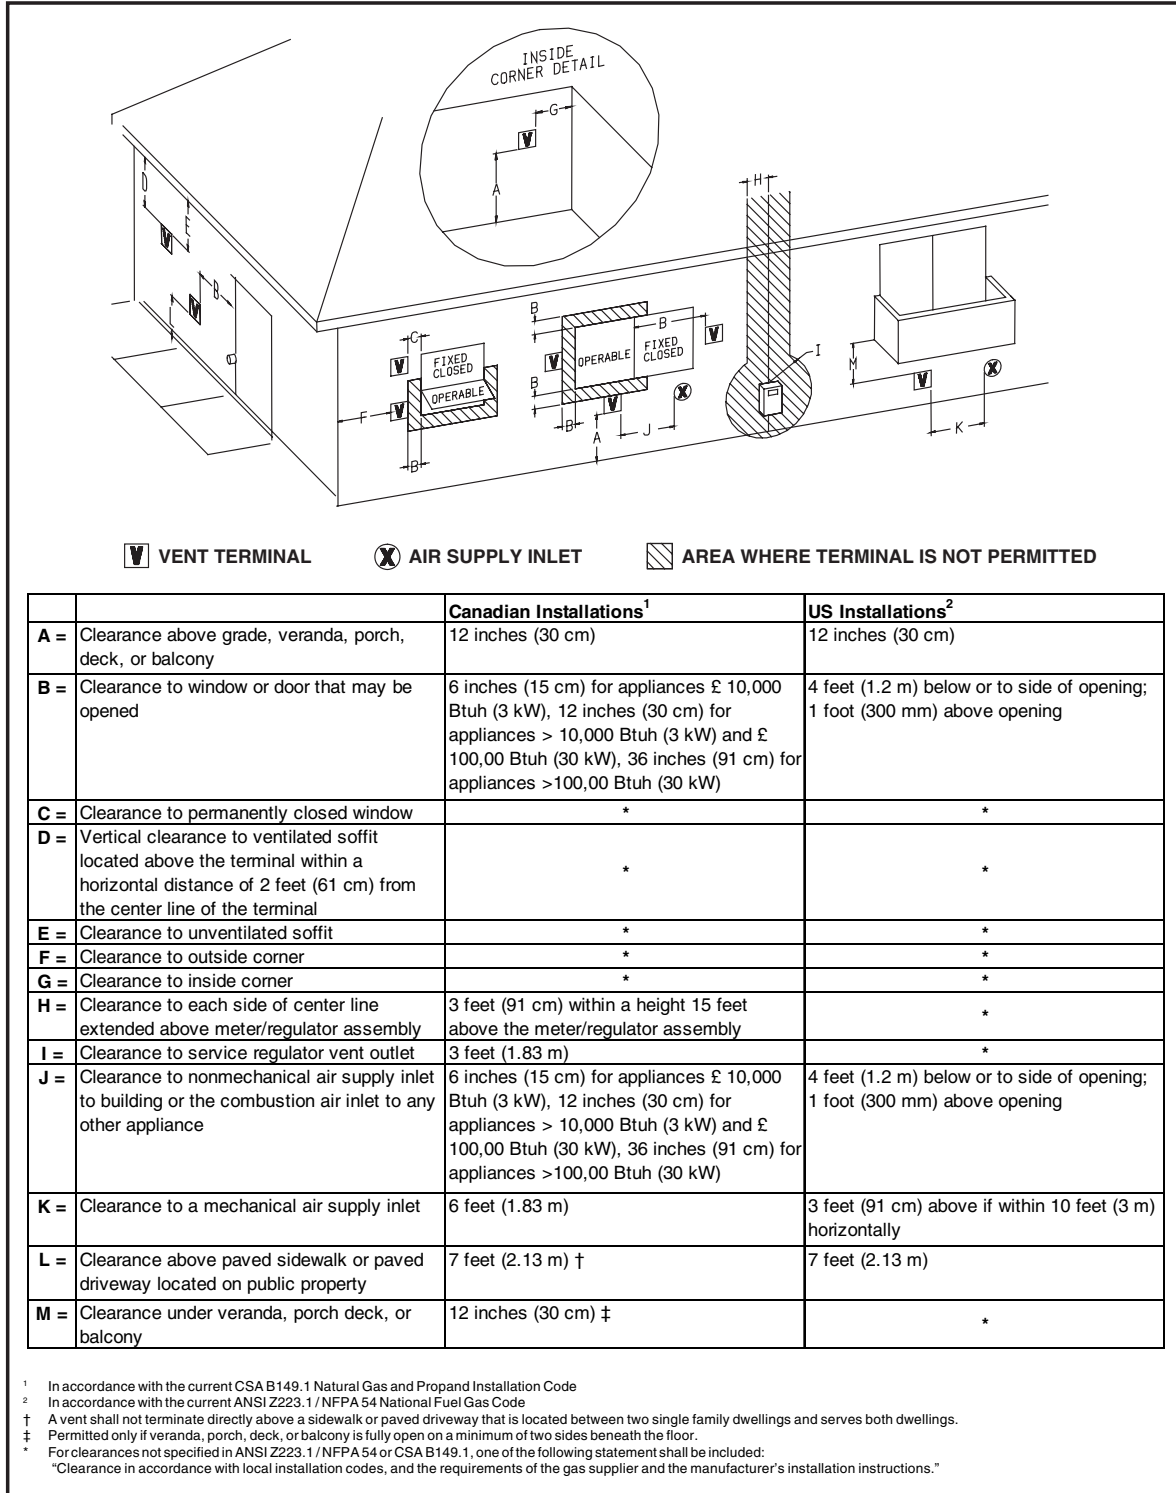 INSIDE
CORNER DETAIL
G
V
A
H
D
E
V
B
V
L
C
V
FIXED
CLOSED
OPERABLE
F
V
B
B
V
OPERABLE
FIXED
CLOSED
B
V
B
B
V
A
J
X
I
M
V
X
K
V VENT TERMINAL X AIR SUPPLY INLET AREA WHERE TERMINAL IS NOT PERMITTED
Canadian Installations1 US Installations2
A = Clearance above grade, veranda, porch, 12 inches (30 cm) 12 inches (30 cm)
deck, or balcony
B = Clearance to window or door that may be 6 inches (15 cm) for appliances £ 10,000 4 feet (1.2 m) below or to side of opening;
opened Btuh (3 kW), 12 inches (30 cm) for 1 foot (300 mm) above opening
appliances > 10,000 Btuh (3 kW) and £
100,00 Btuh (30 kW), 36 inches (91 cm) for
appliances >100,00 Btuh (30 kW)
C = Clearance to permanently closed window * *
D = Vertical clearance to ventilated soffit
located above the terminal within a
horizontal distance of 2 feet (61 cm) from * *
the center line of the terminal
E = Clearance to unventilated soffit * *
F = Clearance to outside corner * *
G = Clearance to inside corner * *
H = Clearance to each side of center line 3 feet (91 cm) within a height 15 feet *
extended above meter/regulator assembly above the meter/regulator assembly
I = Clearance to service regulator vent outlet 3 feet (1.83 m) *
J = Clearance to nonmechanical air supply inlet 6 inches (15 cm) for appliances £ 10,000 4 feet (1.2 m) below or to side of opening;
to building or the combustion air inlet to any Btuh (3 kW), 12 inches (30 cm) for 1 foot (300 mm) above opening
other appliance appliances > 10,000 Btuh (3 kW) and £
100,00 Btuh (30 kW), 36 inches (91 cm) for
appliances >100,00 Btuh (30 kW)
K = Clearance to a mechanical air supply inlet 6 feet (1.83 m) 3 feet (91 cm) above if within 10 feet (3 m)
horizontally
L = Clearance above paved sidewalk or paved 7 feet (2.13 m) † 7 feet (2.13 m)
driveway located on public property
M = Clearance under veranda, porch deck, or 12 inches (30 cm) ‡ *
balcony
1 In accordance with the current CSA B149.1 Natural Gas and Propand Installation Code
2 In accordance with the current ANSI Z223.1 / NFPA 54 National Fuel Gas Code
† A vent shall not terminate directly above a sidewalk or paved driveway that is located between two single family dwellings and serves both dwellings.
‡ Permitted only if veranda, porch, deck, or balcony is fully open on a minimum of two sides beneath the floor.
* For clearances not specified in ANSI Z223.1 / NFPA 54 or CSA B149.1, one of the following statement shall be included:
“Clearance in accordance with local installation codes, and the requirements of the gas supplier and the manufacturer’s installation instructions.”